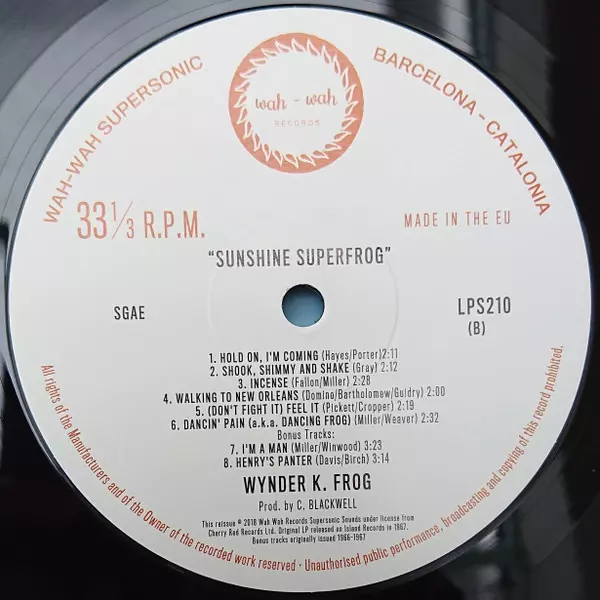 WAH-WAH SUPERSONIC
BARCELONA - CATALONIA
wah - wah
RECORDS
33 1/3 R.P.M.
MADE IN THE EU
"SUNSHINE SUPERFROG"
SGAE
LPS210
(B)
1. HOLD ON, I'M COMING (Hayes/Porter)2:11
2. SHOOK, SHIMMY AND SHAKE (Gray) 2:12
3. INCENSE (Fallon/Miller) 2:28
4. WALKING TO NEW ORLEANS (Domino/Bartholomew/Guidry) 2:00
5. (DON'T FIGHT IT) FEEL IT (Pickett/Cropper) 2:19
6. DANCIN' PAIN (a.k.a. DANCING FROG) (Miller/Weaver) 2:32
Bonus Tracks:
7. I'M A MAN (Miller/Winwood) 3:23
8. HENRY'S PANTER (Davis/Birch) 3:14
WYNDER K. FROG
Prod. by C. BLACKWELL
This reissue ℗ 2018 Wah Wah Records Supersonic Sounds under license from
Cherry Red Records Ltd. Original LP released on Island Records in 1967.
Bonus tracks originally issued 1966-1967
All rights of the Manufacturers and of the Owner of the recorded work reserved · Unauthorised public performance, broadcasting and copying of this record prohibited.